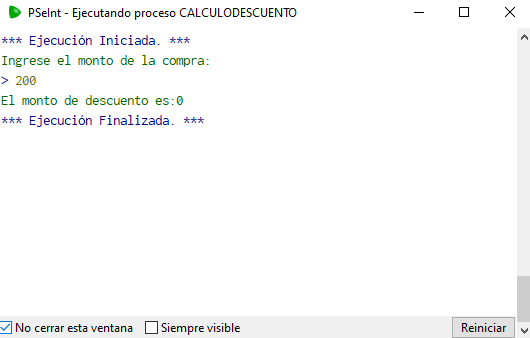 PSeInt - Ejecutando proceso CALCULODESCUENTO
*** Ejecución Iniciada. ***
Ingrese el monto de la compra:
> 200
El monto de descuento es:0
*** Ejecución Finalizada. ***
No cerrar esta ventana Siempre visible Reiniciar